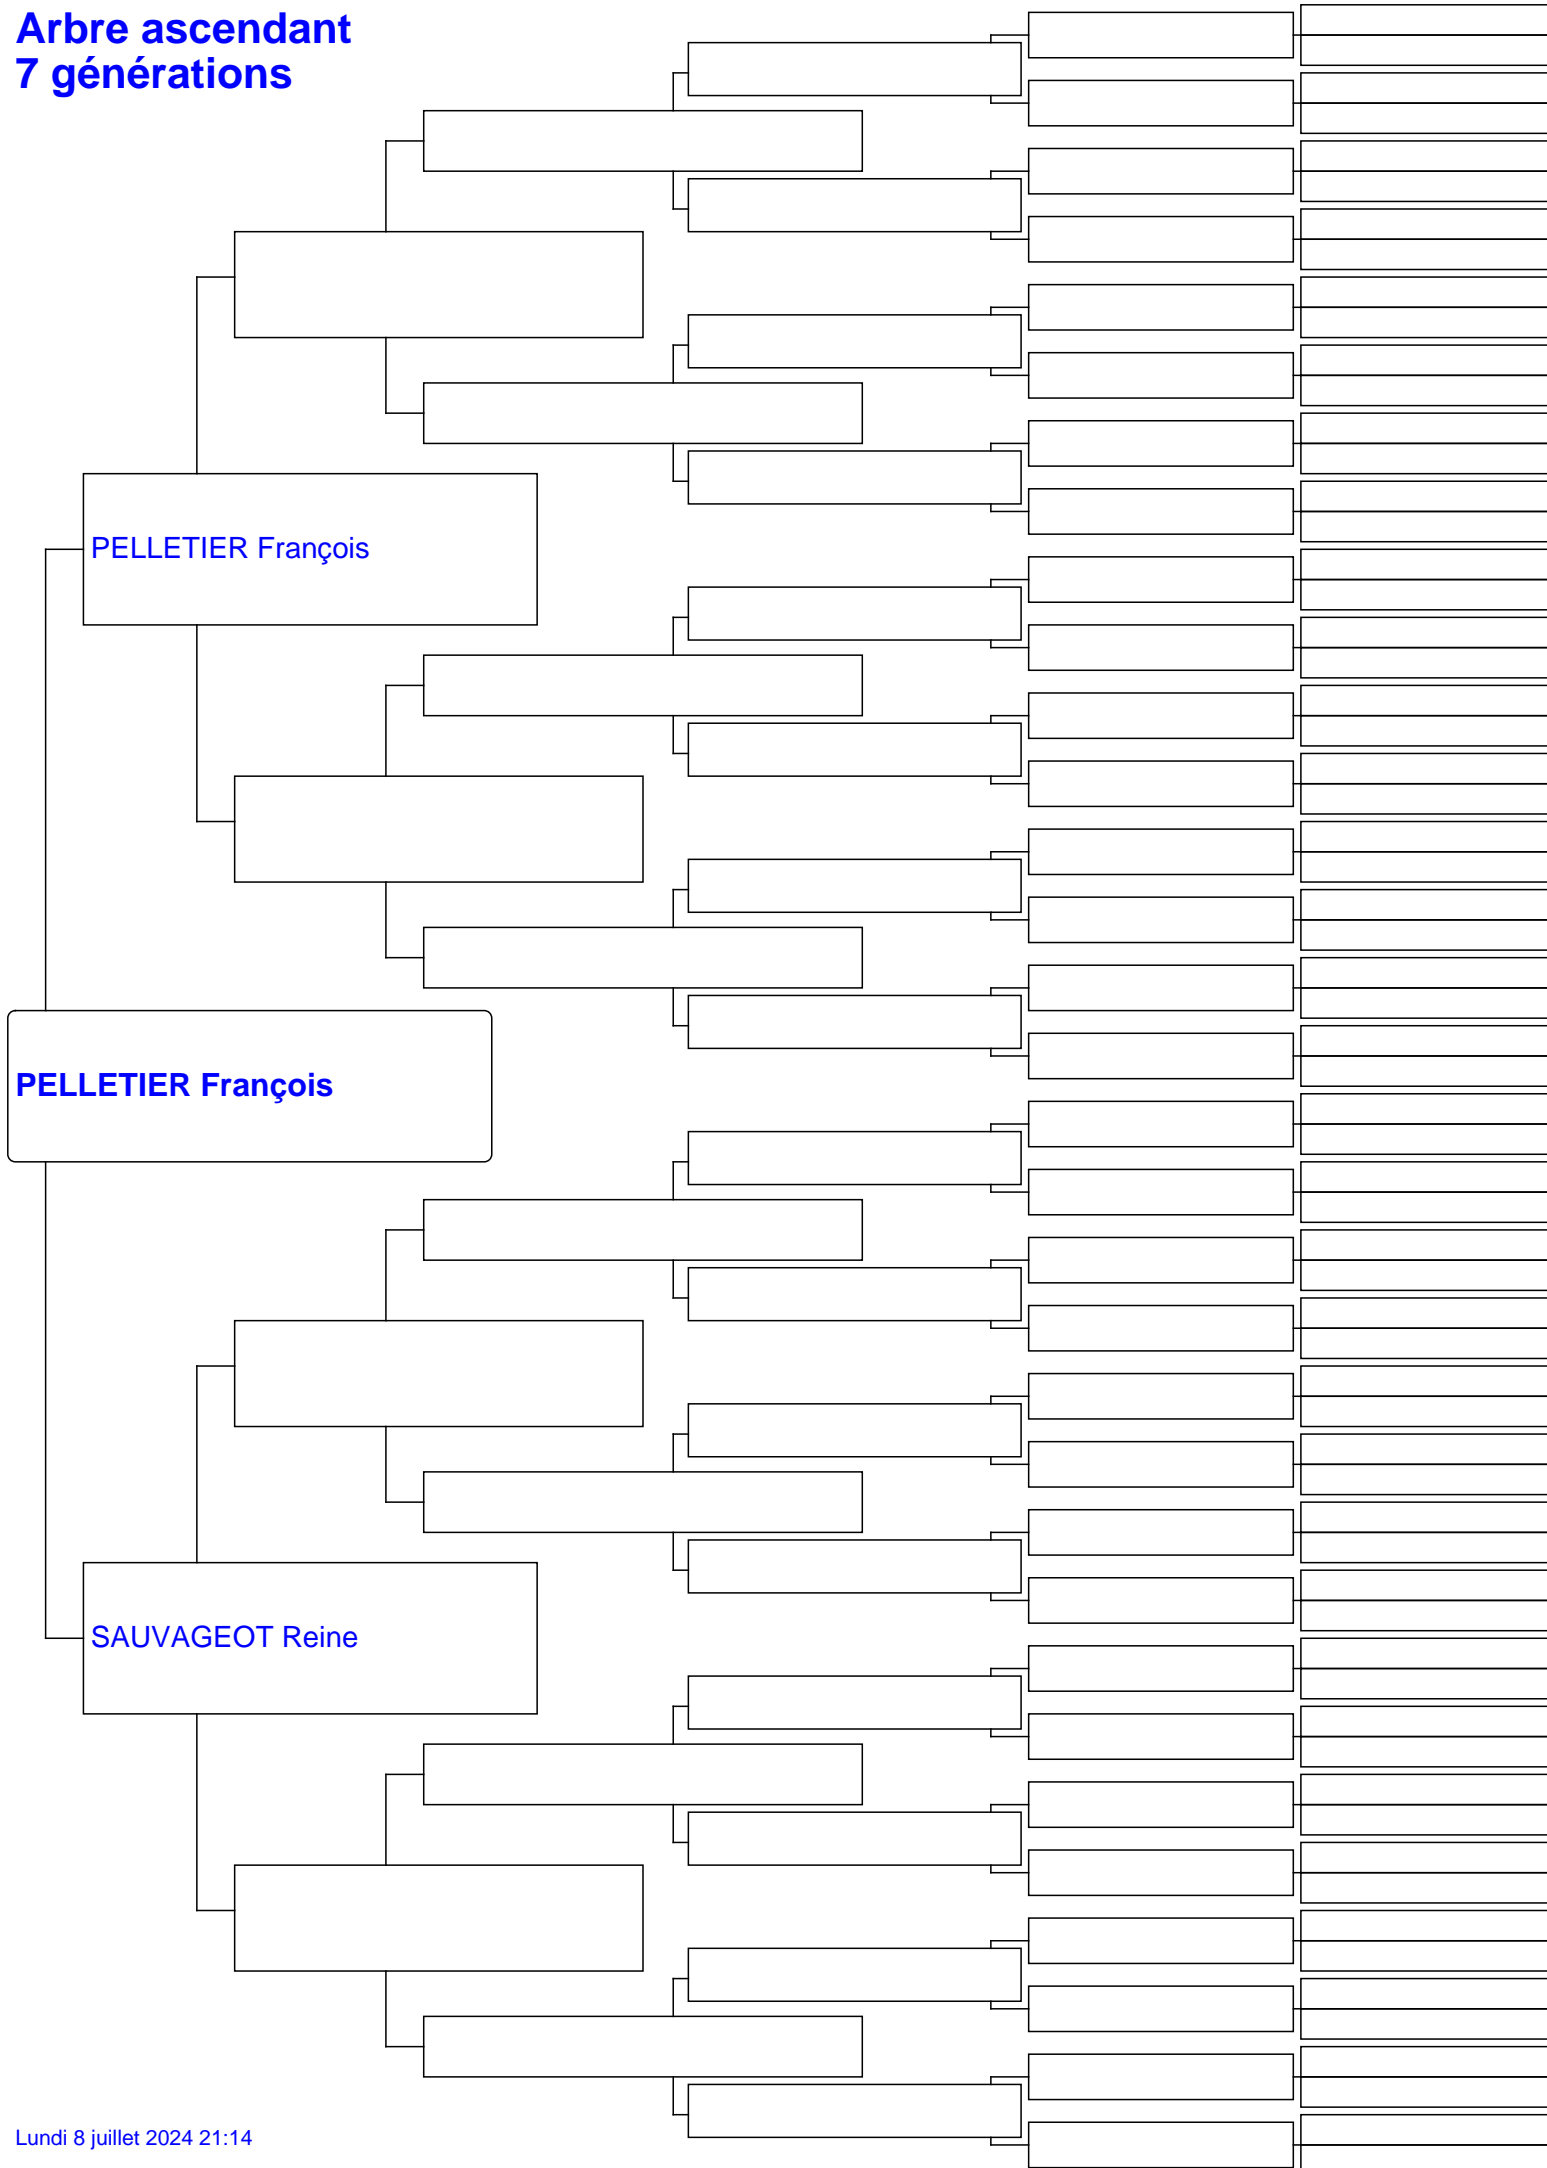 Arbre ascendant
7 générations
PELLETIER François
PELLETIER François
SAUVAGEOT Reine
Lundi 8 juillet 2024 21:14